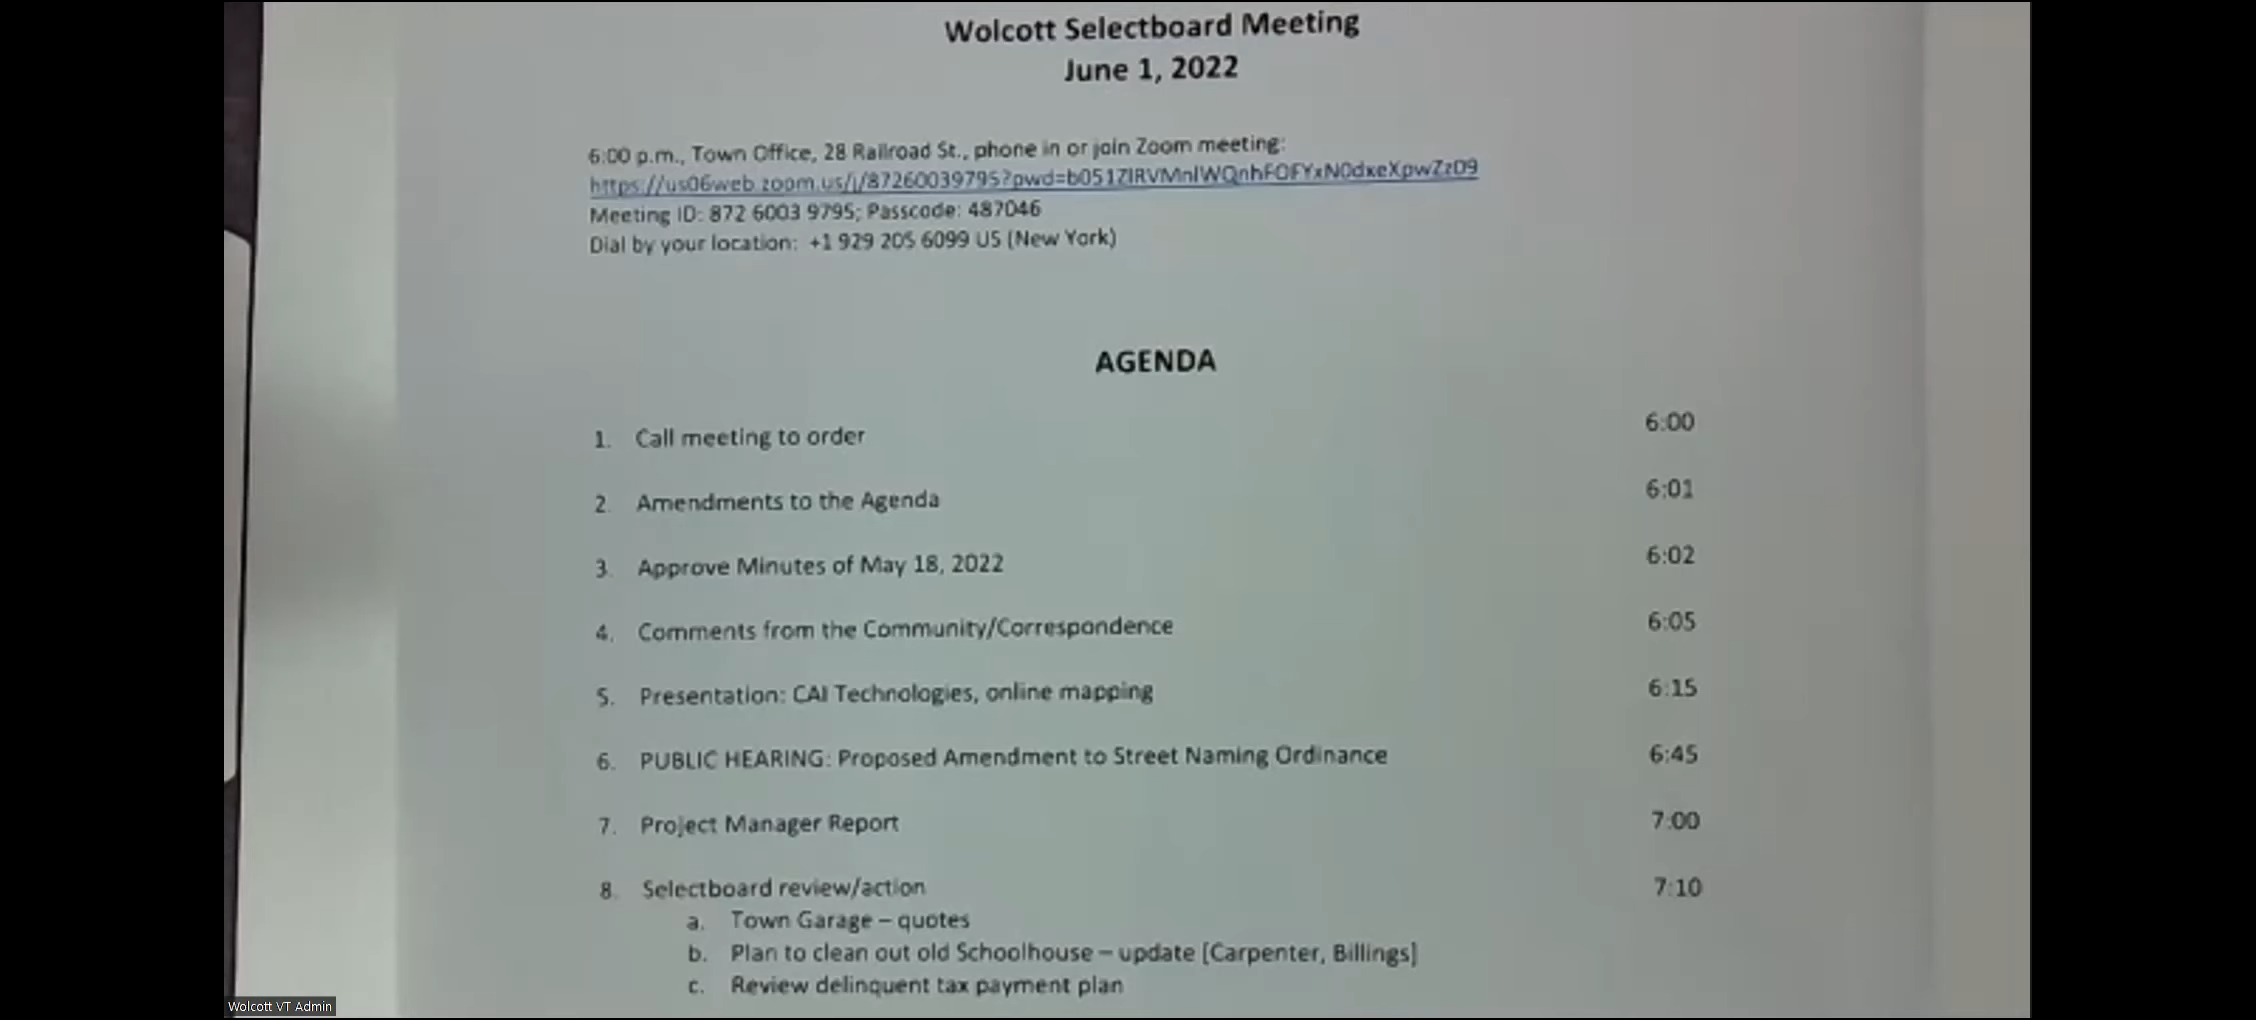 Wolcott Selectboard Meeting
June 1, 2022
6:00 p.m., Town Office, 28 Railroad St., phone in or join Zoom meeting:
Meeting ID: 872 6003 9795; Passcode: 487046
Dial by your location: +1 929 205 6099 US (New York)
AGENDA
1. Call meeting to order 6:00
2. Amendments to the Agenda 6:01
3. Approve Minutes of May 18, 2022 6:02
4. Comments from the Community/Correspondence 6:05
5. Presentation: CAI Technologies, online mapping 6:15
6. PUBLIC HEARING: Proposed Amendment to Street Naming Ordinance 6:45
7. Project Manager Report 7:00
8. Selectboard review/action 7:10
a. Town Garage – quotes
b. Plan to clean out old Schoolhouse – update [Carpenter, Billings]
c. Review delinquent tax payment plan
Wolcott VT Admin